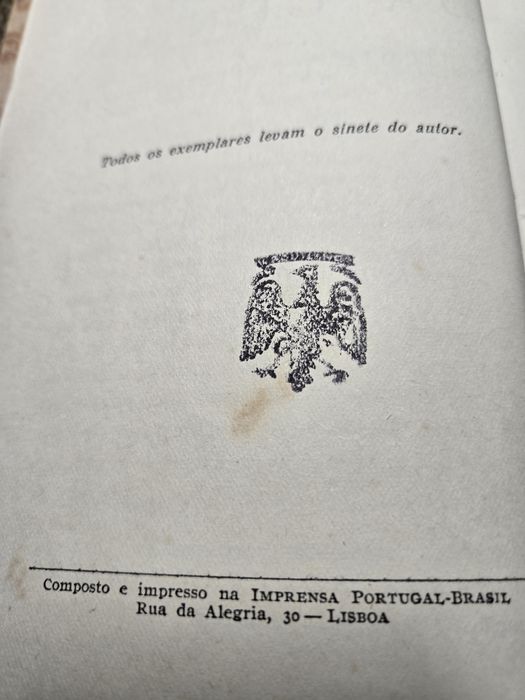 Todos os exemplares levam o sinete do autor.
Composto e impresso na IMPRENSA PORTUGAL-BRASIL
Rua da Alegria, 30 — LISBOA